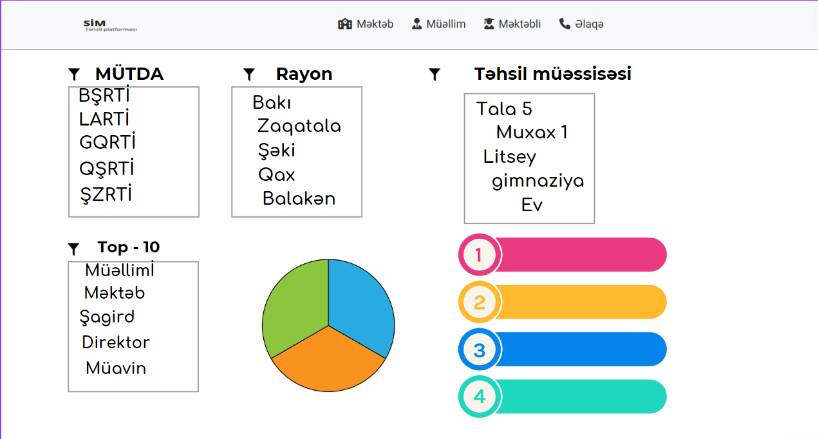 SİM
Təhsil platforması
Məktəb Müəllim Məktəbli Əlaqə
MÜTDA
BŞRTİ
LARTİ
GQRTİ
QŞRTİ
ŞZRTİ
Rayon
Bakı
Zaqatala
Şəki
Qax
Balakən
Təhsil müəssisəsi
Tala 5
Muxax 1
Litsey
gimnaziya
Ev
Top - 10
Müəllimİ
Məktəb
Şagird
Direktor
Müavin
1
2
3
4